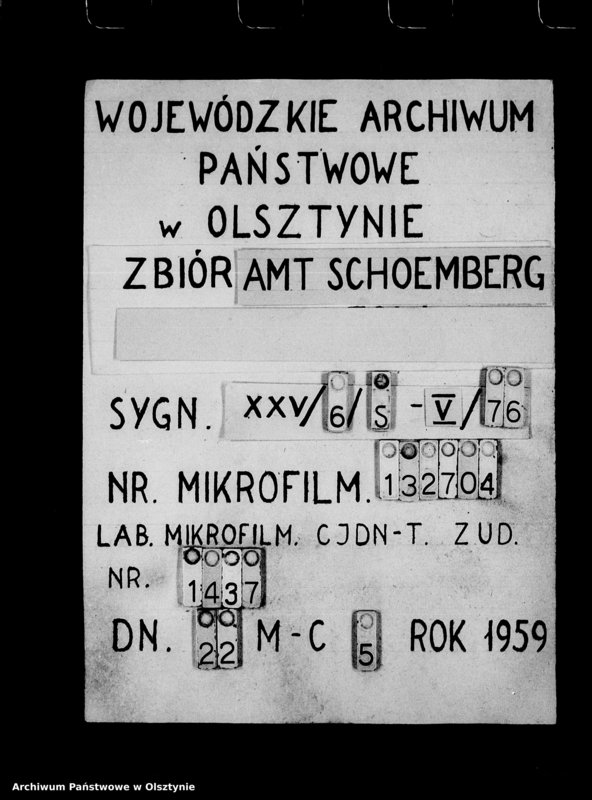 WOJEWÓDZKIE ARCHIWUM
PAŃSTWOWE
w OLSZTYNIE
ZBIÓR AMT SCHOEMBERG
SYGN. XXV/6/S - V/76
NR. MIKROFILM. 132704
LAB. MIKROFILM. CJDN-T. ZUD.
NR. 1437
DN. 22 M-C 5 ROK 1959
Archiwum Państwowe w Olsztynie